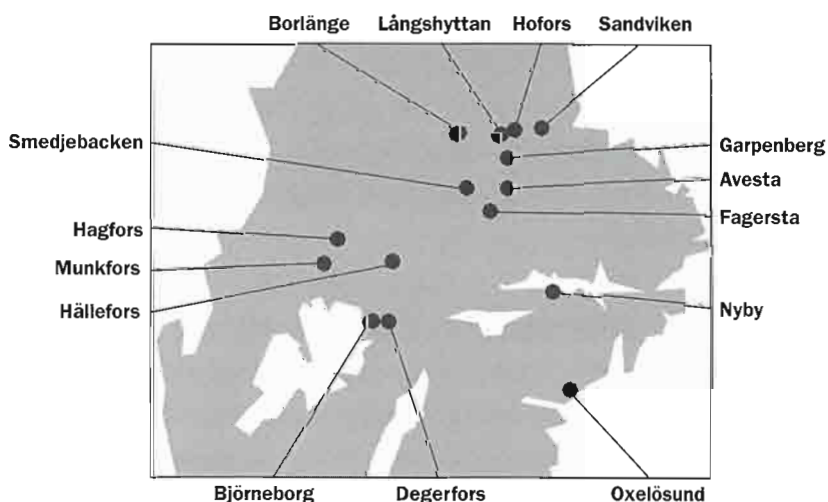 Borlänge Långshyttan Hofors Sandviken
Smedjebacken
Garpenberg
Avesta
Fagersta
Hagfors
Munkfors
Hällefors
Nyby
Björneborg Degerfors Oxelösund